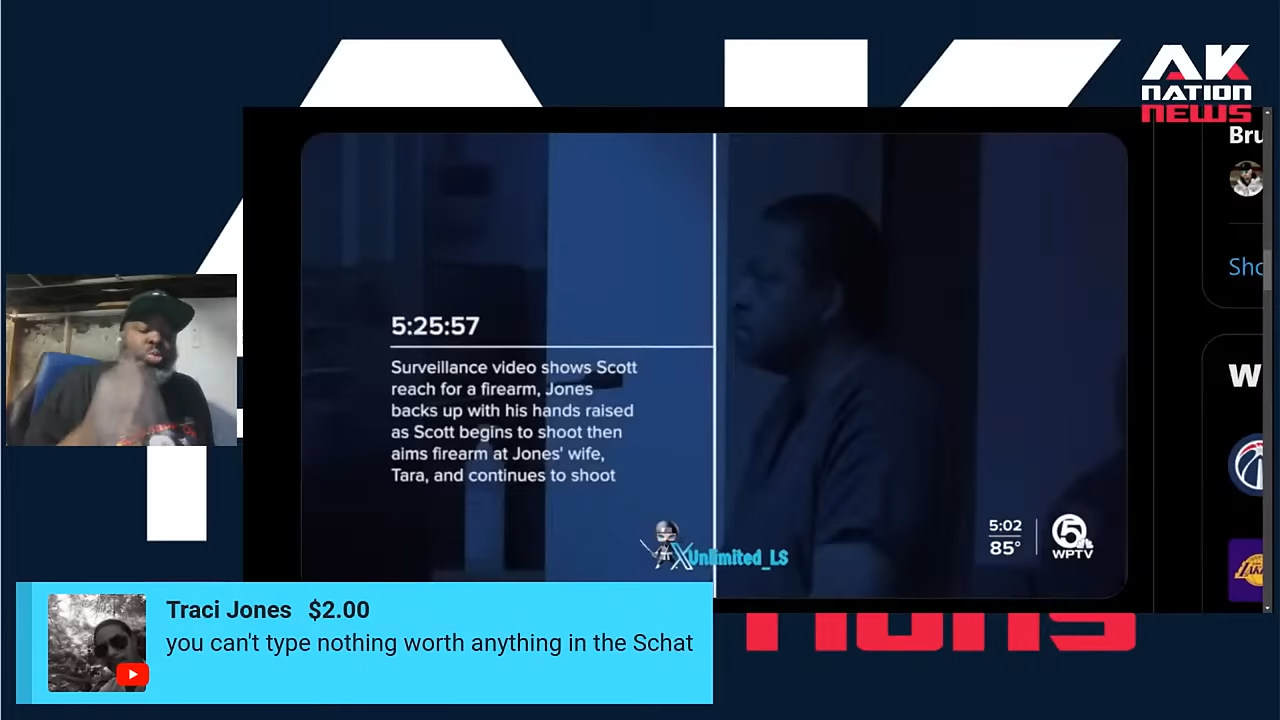 AK
NATION
NEWS
Bru
5:25:57
Surveillance video shows Scott
reach for a firearm, Jones
backs up with his hands raised
as Scott begins to shoot then
aims firearm at Jones' wife,
Tara, and continues to shoot
Sho
W
5:02
85°
5
WPTV
XUnlimited_LS
Traci Jones $2.00
you can't type nothing worth anything in the Schat